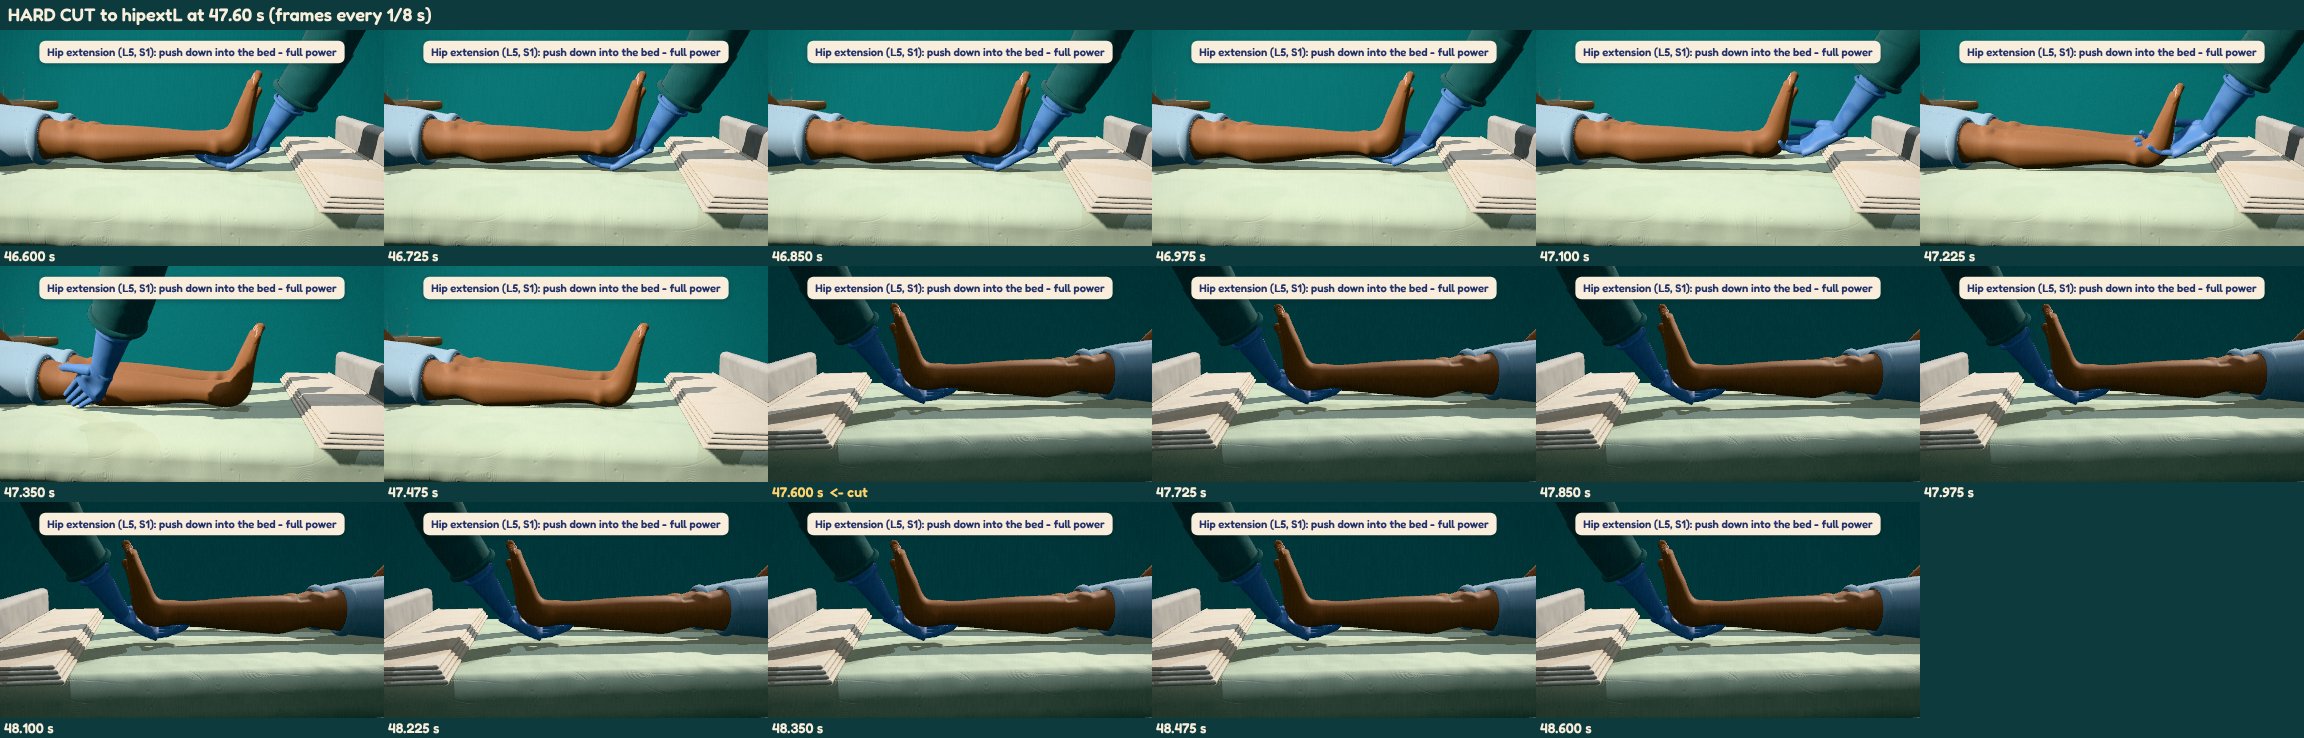 HARD CUT to hipextL at 47.60 s (frames every 1/8 s)
Hip extension (L5, S1): push down into the bed - full power
Hip extension (L5, S1): push down into the bed - full power
Hip extension (L5, S1): push down into the bed - full power
Hip extension (L5, S1): push down into the bed - full power
Hip extension (L5, S1): push down into the bed - full power
Hip extension (L5, S1): push down into the bed - full power
46.600 s
46.725 s
46.850 s
46.975 s
47.100 s
47.225 s
Hip extension (L5, S1): push down into the bed - full power
Hip extension (L5, S1): push down into the bed - full power
Hip extension (L5, S1): push down into the bed - full power
Hip extension (L5, S1): push down into the bed - full power
Hip extension (L5, S1): push down into the bed - full power
Hip extension (L5, S1): push down into the bed - full power
47.350 s
47.475 s
47.600 s <- cut
47.725 s
47.850 s
47.975 s
Hip extension (L5, S1): push down into the bed - full power
Hip extension (L5, S1): push down into the bed - full power
Hip extension (L5, S1): push down into the bed - full power
Hip extension (L5, S1): push down into the bed - full power
Hip extension (L5, S1): push down into the bed - full power
48.100 s
48.225 s
48.350 s
48.475 s
48.600 s